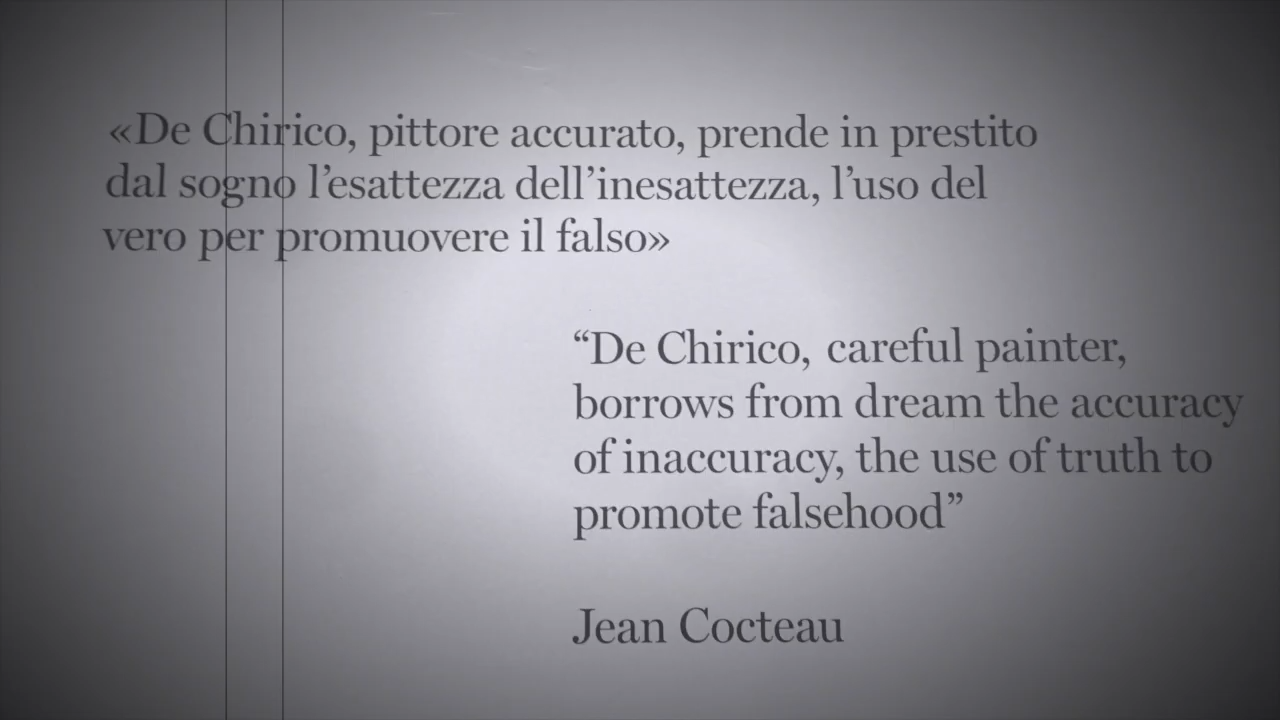 «De Chirico, pittore accurato, prende in prestito
dal sogno l’esattezza dell’inesattezza, l’uso del
vero per promuovere il falso»
“De Chirico, careful painter,
borrows from dream the accuracy
of inaccuracy, the use of truth to
promote falsehood”
Jean Cocteau